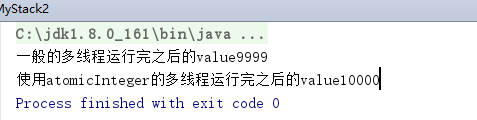 MyStack2
C:\jdk1.8.0_161\bin\java ...
一般的多线程运行完之后的value9999
使用atomicInteger的多线程运行完之后的value10000
Process finished with exit code 0